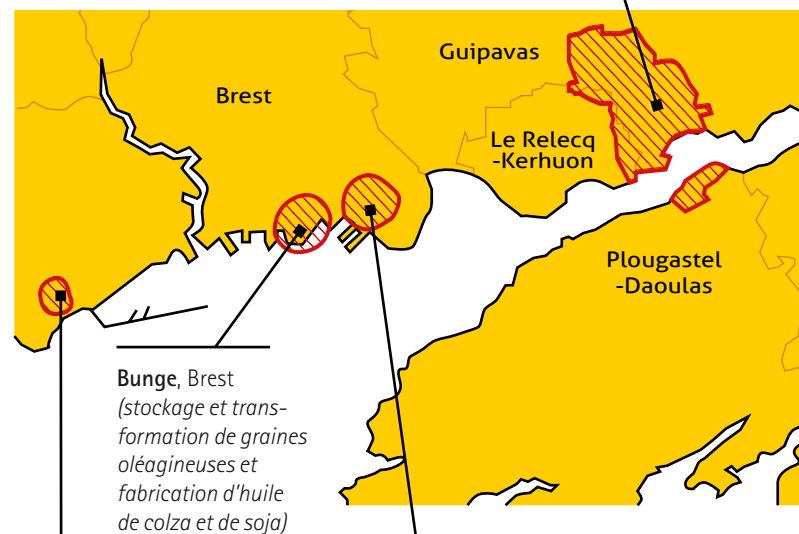 Guipavas
Brest
Le Relecq
-Kerhuon
Plougastel
-Daoulas
Bunge, Brest
(stockage et trans-
formation de graines
oléagineuses et
fabrication d'huile
de colza et de soja)